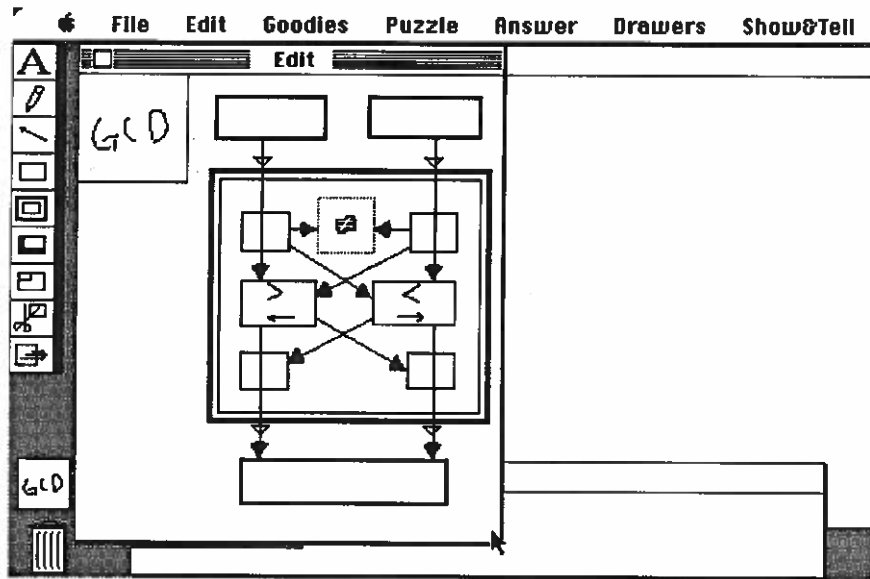 File Edit Goodies Puzzle Answer Drawers Show&Tell
A
Edit
GCD
≠
> <
← →
GCD